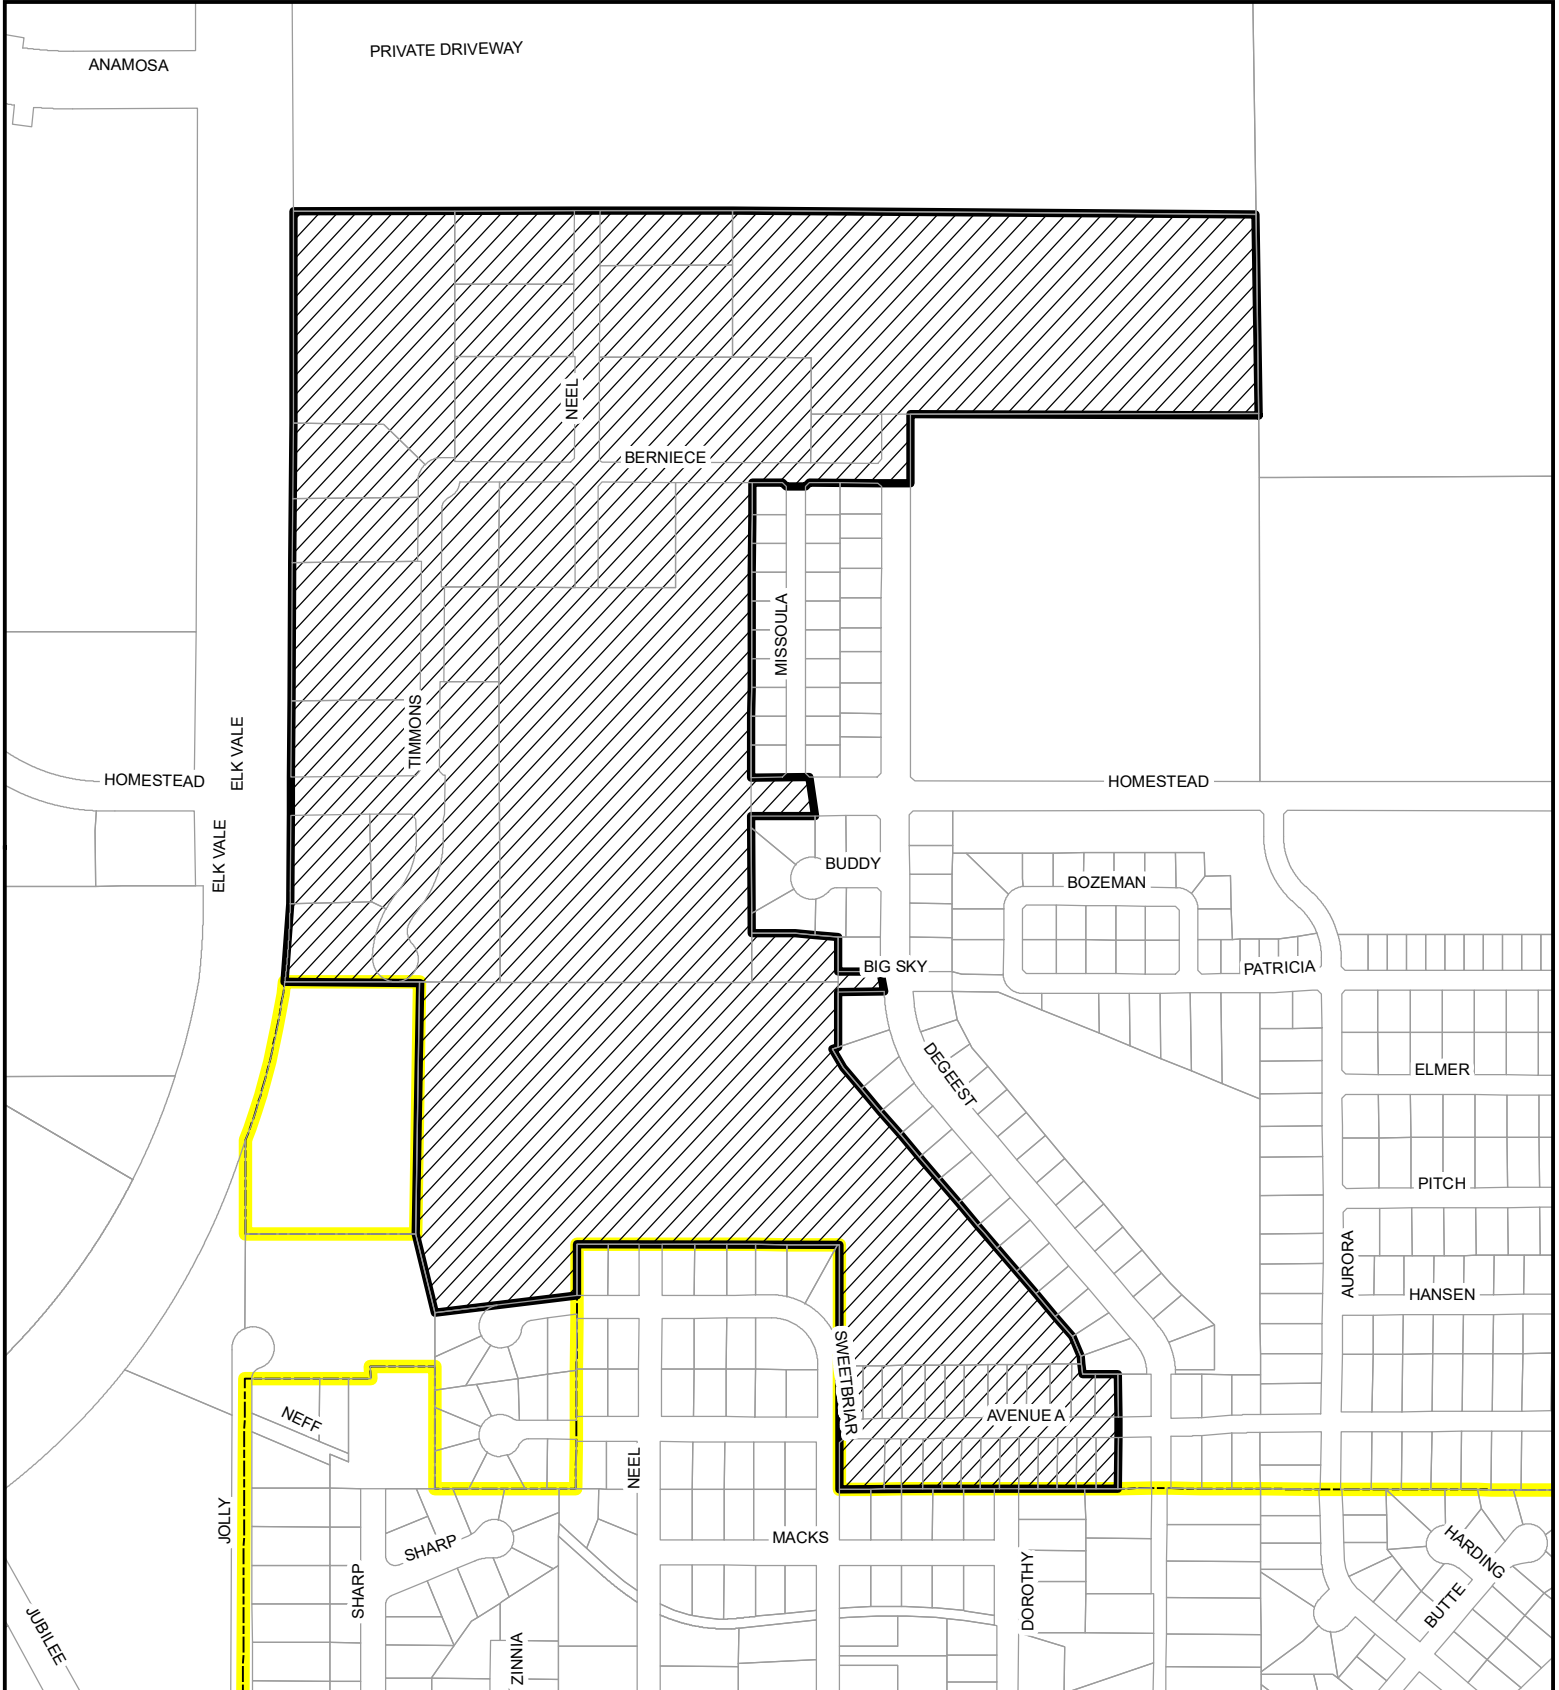 PRIVATE DRIVEWAY
ANAMOSA
NEEL
BERNIECE
MISSOULA
TIMMONS
ELK VALE
HOMESTEAD
HOMESTEAD
ELK VALE
BUDDY
BOZEMAN
BIG SKY
PATRICIA
DEGEEST
ELMER
PITCH
AURORA
HANSEN
SWEETBRIAR
AVENUE A
NEFF
NEEL
JOLLY
MACKS
SHARP
HARDING
SHARP
DOROTHY
BUTTE
JUBILEE
ZINNIA